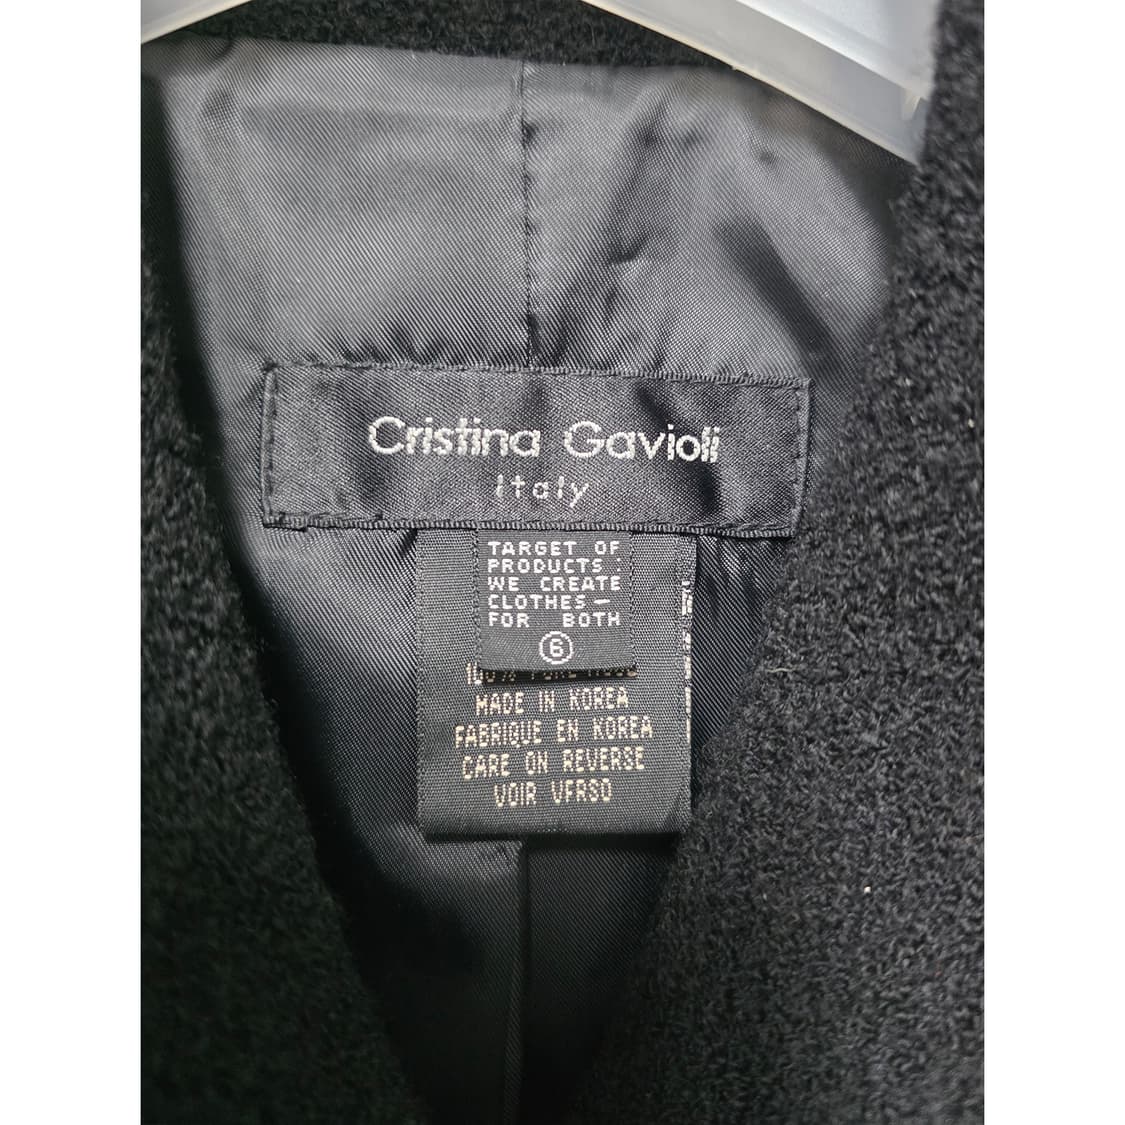 Cristina Gavioli
Italy
TARGET OF
PRODUCTS :
WE CREATE
CLOTHES —
FOR BOTH
6
MADE IN KOREA
FABRIQUE EN KOREA
CARE ON REVERSE
VOIR VERSO